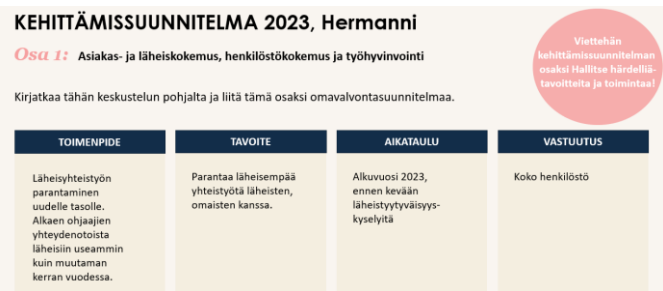 KEHITTÄMISSUUNNITELMA 2023, Hermanni
Osa 1: Asiakas- ja läheiskokemus, henkilöstökokemus ja työhyvinvointi
Viettehän
kehittämissuunnitelman
osaksi Hallitse härdelliä-
tavoitteita ja toimintaa!
Kirjatkaa tähän keskustelun pohjalta ja liitä tämä osaksi omavalvontasuunnitelmaa.
TOIMENPIDE
Läheisyhteistyön
parantaminen
uudelle tasolle.
Alkaen ohjaajien
yhteydenotoista
läheisiin useammin
kuin muutaman
kerran vuodessa.
TAVOITE
Parantaa läheisempää
yhteistyötä läheisten,
omaisten kanssa.
AIKATAULU
Alkuvuosi 2023,
ennen kevään
läheistyytyväisyys-
kyselyitä
VASTUUTUS
Koko henkilöstö